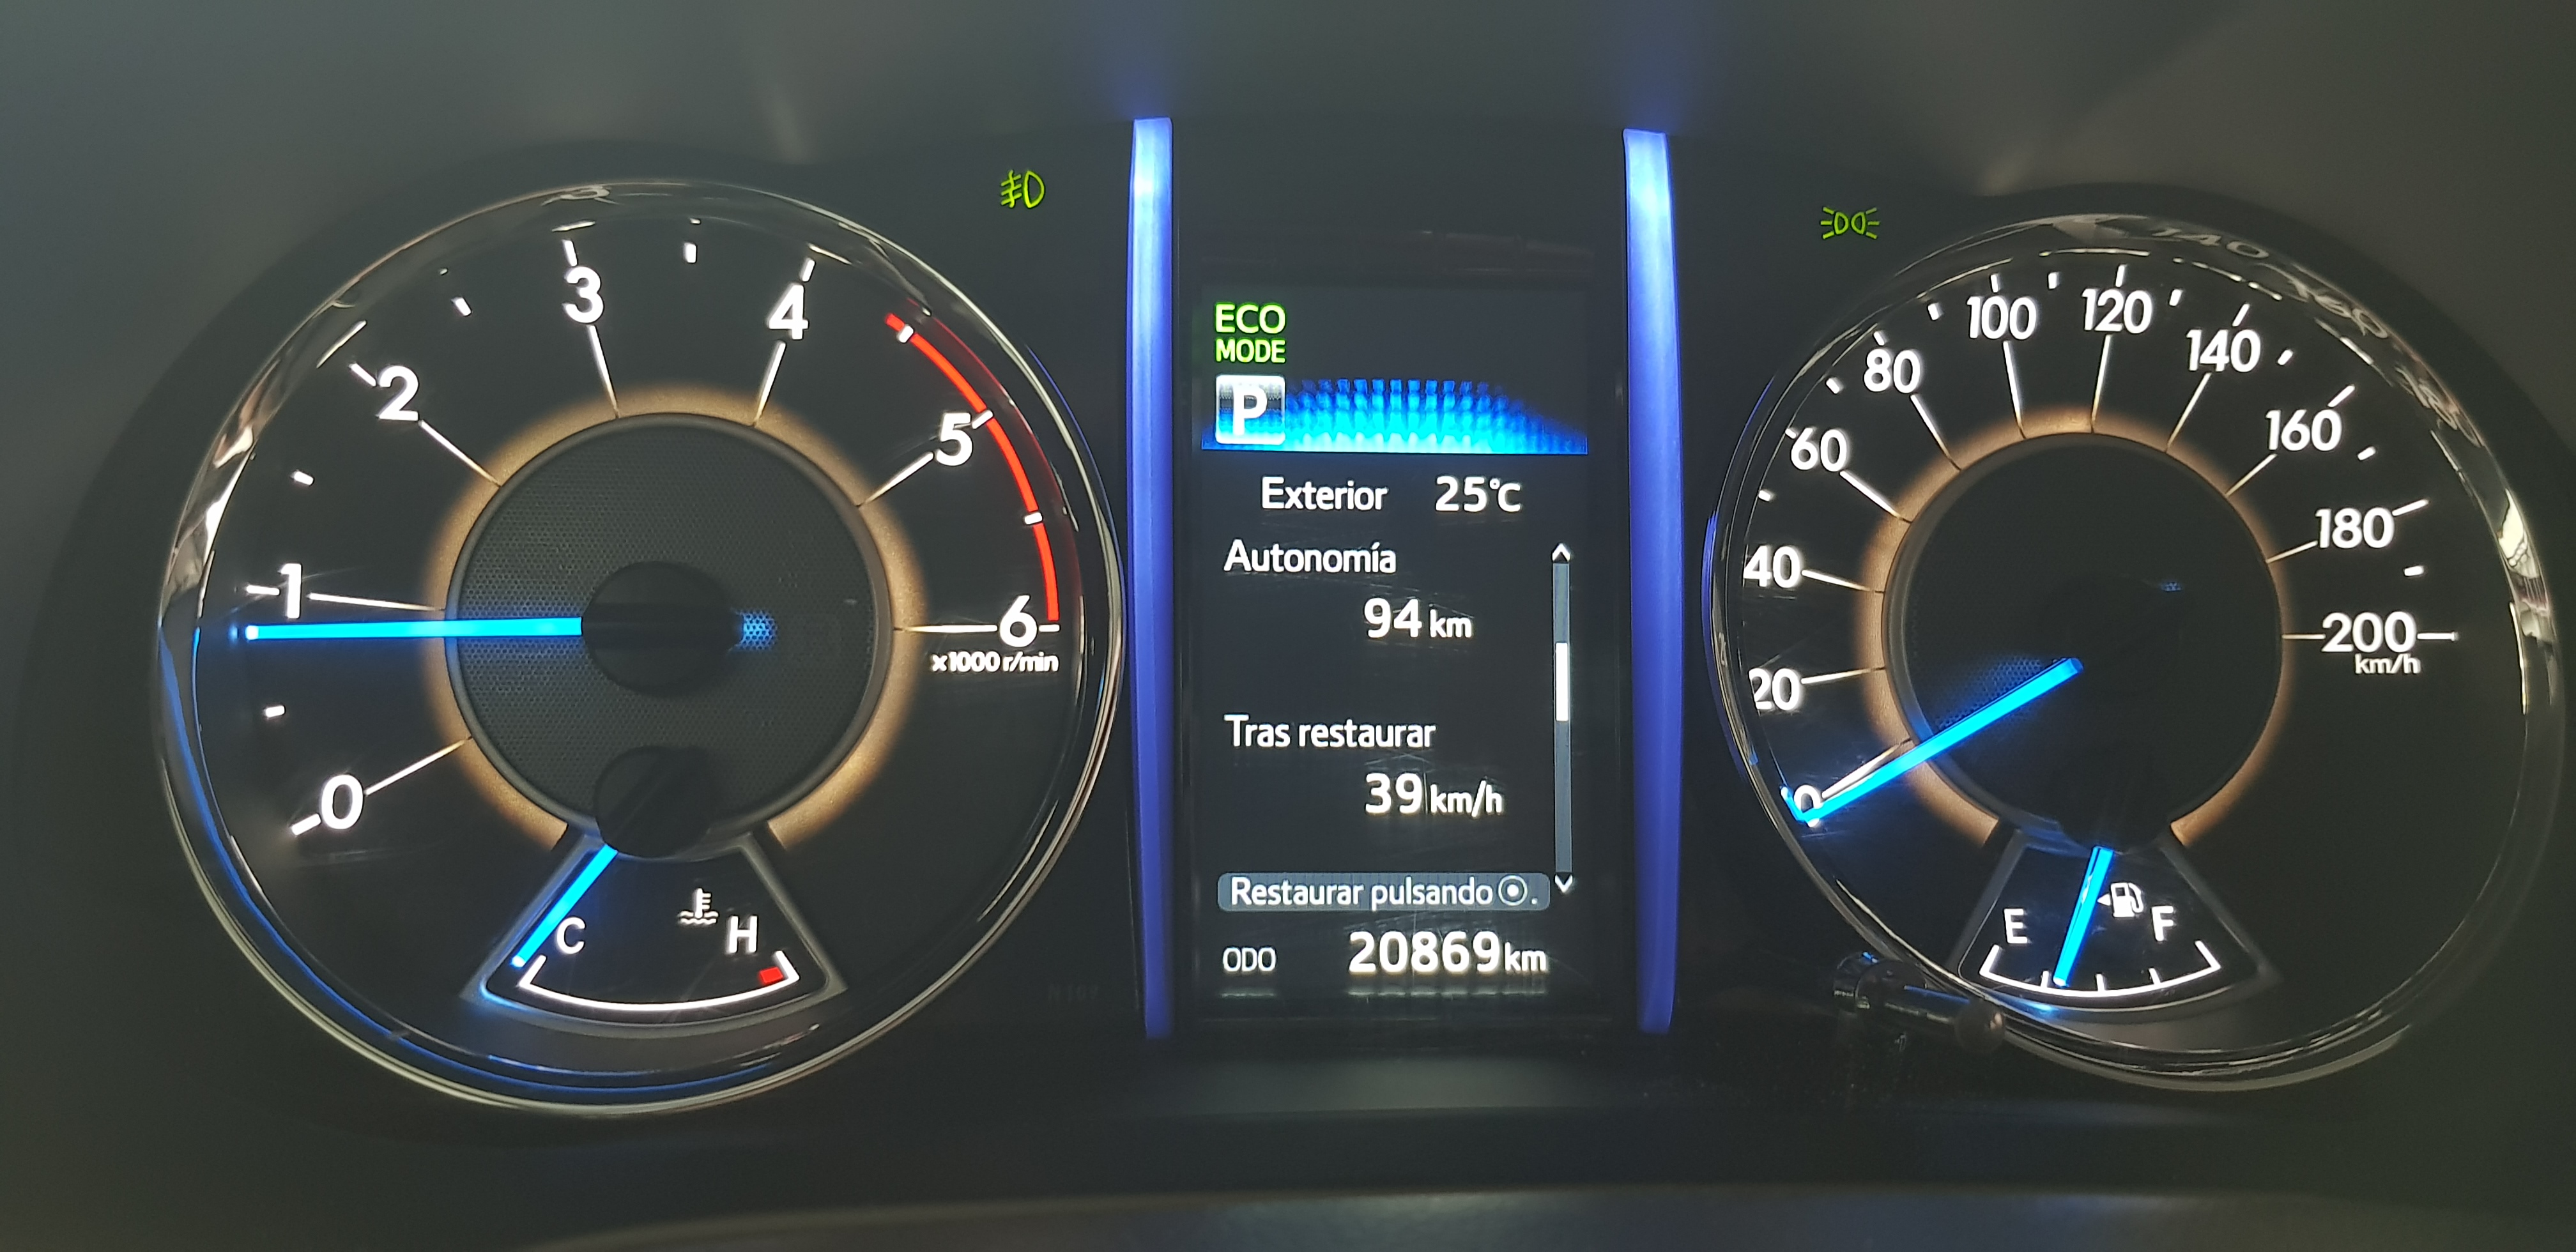 0
1
2
3
4
5
6
x1000 r/min
C
H
ECO
MODE
P
Exterior 25°C
Autonomía
94 km
Tras restaurar
39 km/h
Restaurar pulsando ⊙.
ODO 20869 km
0
20
40
60
80
100
120
140
160
180
200
km/h
E
F